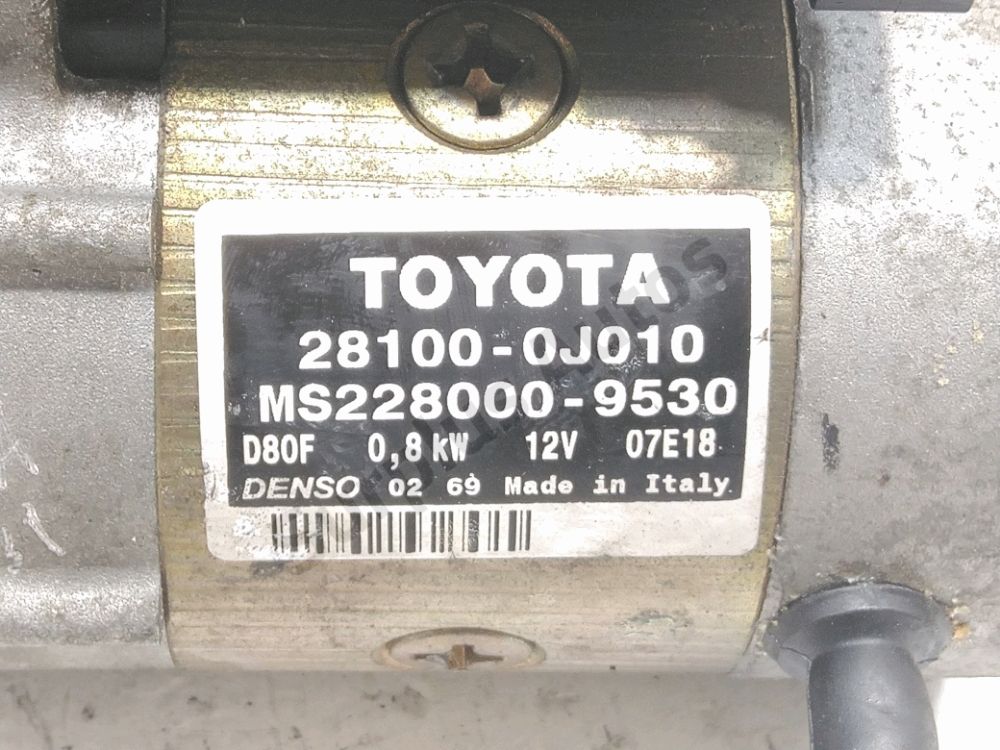 TOYOTA
28100-0J010
MS228000-9530
D80F 0,8 kW 12V 07E18
DENSO 02 69 Made in Italy